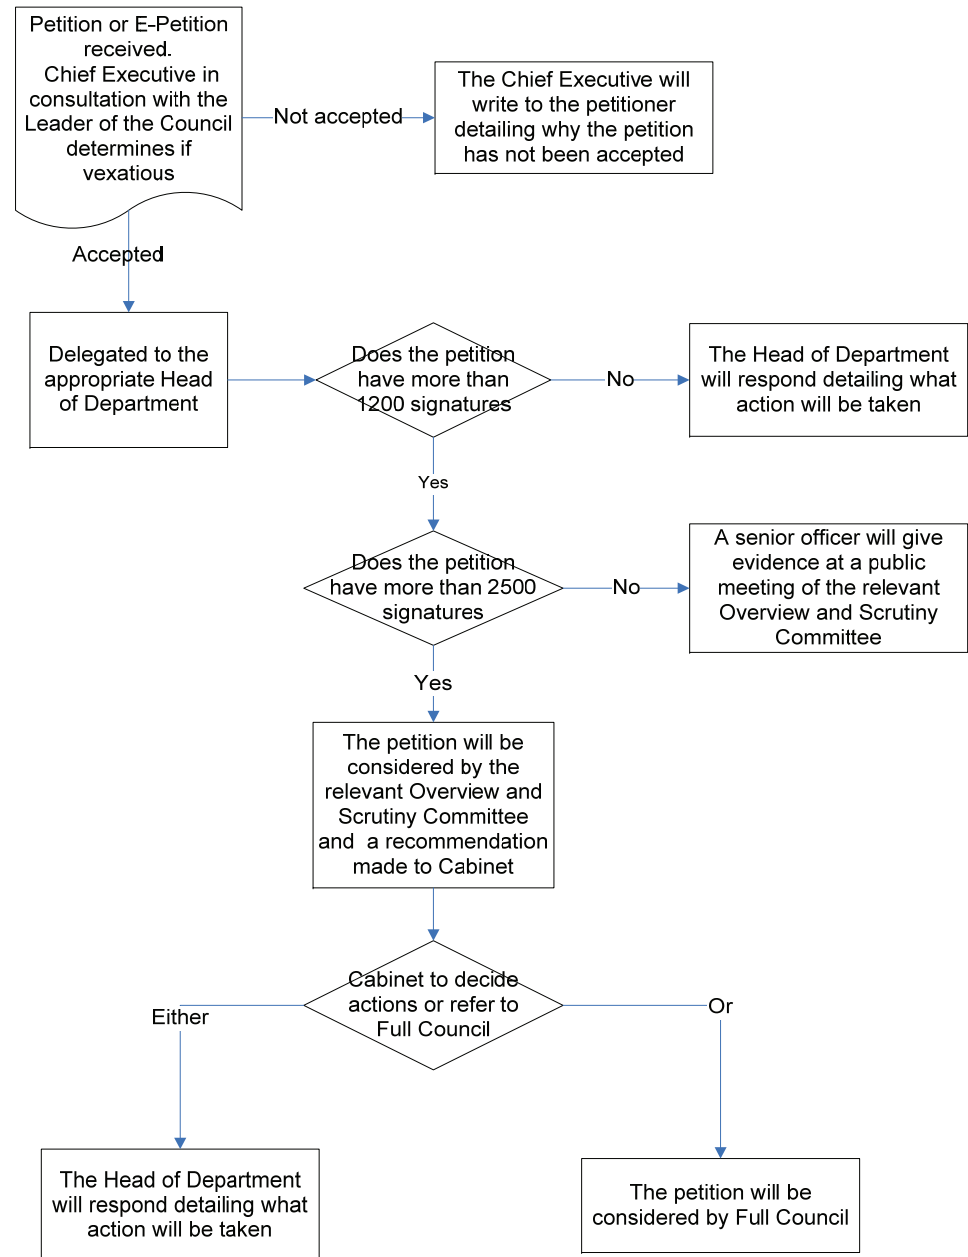 Petition or E-Petition
received.
Chief Executive in
consultation with the
Leader of the Council
determines if
vexatious
Not accepted
The Chief Executive will
write to the petitioner
detailing why the petition
has not been accepted
Accepted
Delegated to the
appropriate Head
of Department
Does the petition
have more than
1200 signatures
No
The Head of Department
will respond detailing what
action will be taken
Yes
Does the petition
have more than 2500
signatures
No
A senior officer will give
evidence at a public
meeting of the relevant
Overview and Scrutiny
Committee
Yes
The petition will be
considered by the
relevant Overview and
Scrutiny Committee
and a recommendation
made to Cabinet
Cabinet to decide
actions or refer to
Full Council
Either
Or
The Head of Department
will respond detailing what
action will be taken
The petition will be
considered by Full Council